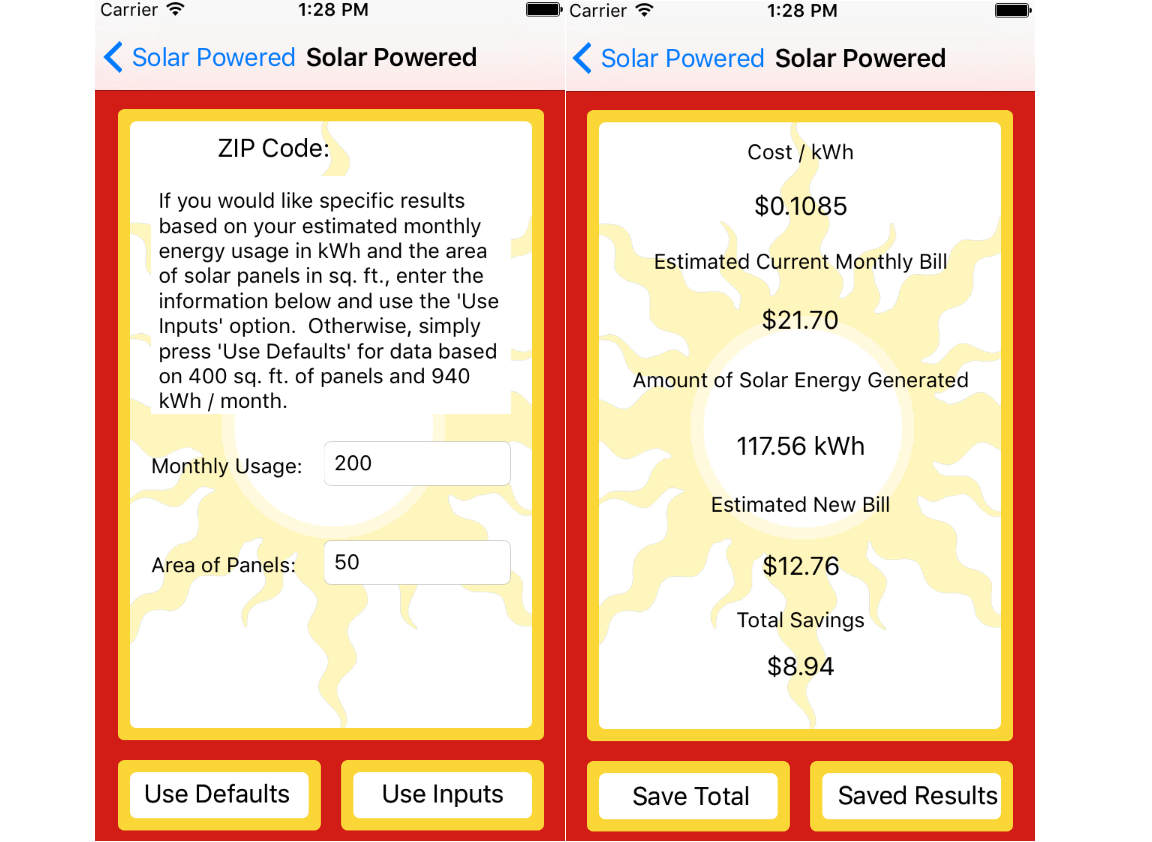 Carrier 1:28 PM
Solar Powered Solar Powered
ZIP Code:
If you would like specific results
based on your estimated monthly
energy usage in kWh and the area
of solar panels in sq. ft., enter the
information below and use the 'Use
Inputs' option.  Otherwise, simply
press 'Use Defaults' for data based
on 400 sq. ft. of panels and 940
kWh / month.
Monthly Usage: 200
Area of Panels: 50
Use Defaults Use Inputs
Carrier 1:28 PM
Solar Powered Solar Powered
Cost / kWh
$0.1085
Estimated Current Monthly Bill
$21.70
Amount of Solar Energy Generated
117.56 kWh
Estimated New Bill
$12.76
Total Savings
$8.94
Save Total Saved Results